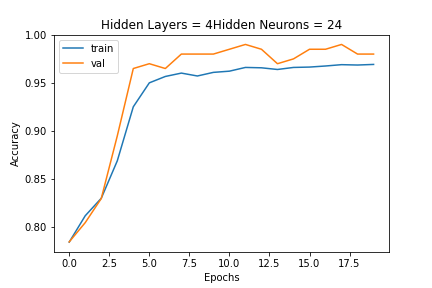 Hidden Layers = 4Hidden Neurons = 24
train
val
1.00
0.95
0.90
0.85
0.80
Accuracy
0.0 2.5 5.0 7.5 10.0 12.5 15.0 17.5
Epochs